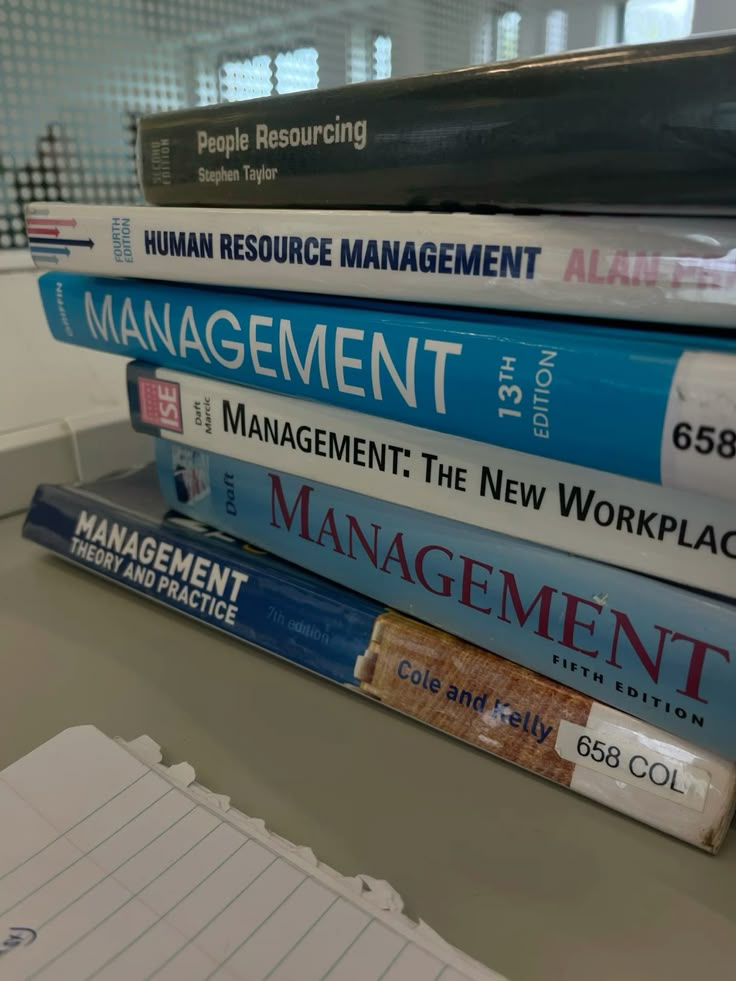 SECOND
EDITION
People Resourcing
Stephen Taylor
FOURTH
EDITION
HUMAN RESOURCE MANAGEMENT
ALAN
GRIFFIN
MANAGEMENT
13TH
EDITION
658
ISE
Daft
Marcic
MANAGEMENT: THE NEW WORKPLAC
Daft
MANAGEMENT
FIFTH EDITION
MANAGEMENT
THEORY AND PRACTICE
7th edition
Cole and Kelly
658 COL